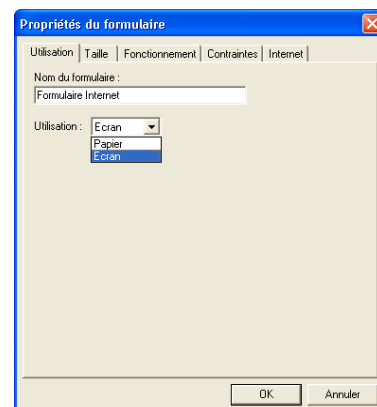 Propriétés du formulaire
Utilisation Taille Fonctionnement Contraintes Internet
Nom du formulaire :
Formulaire Internet
Utilisation : Ecran
Papier
Ecran
OK Annuler